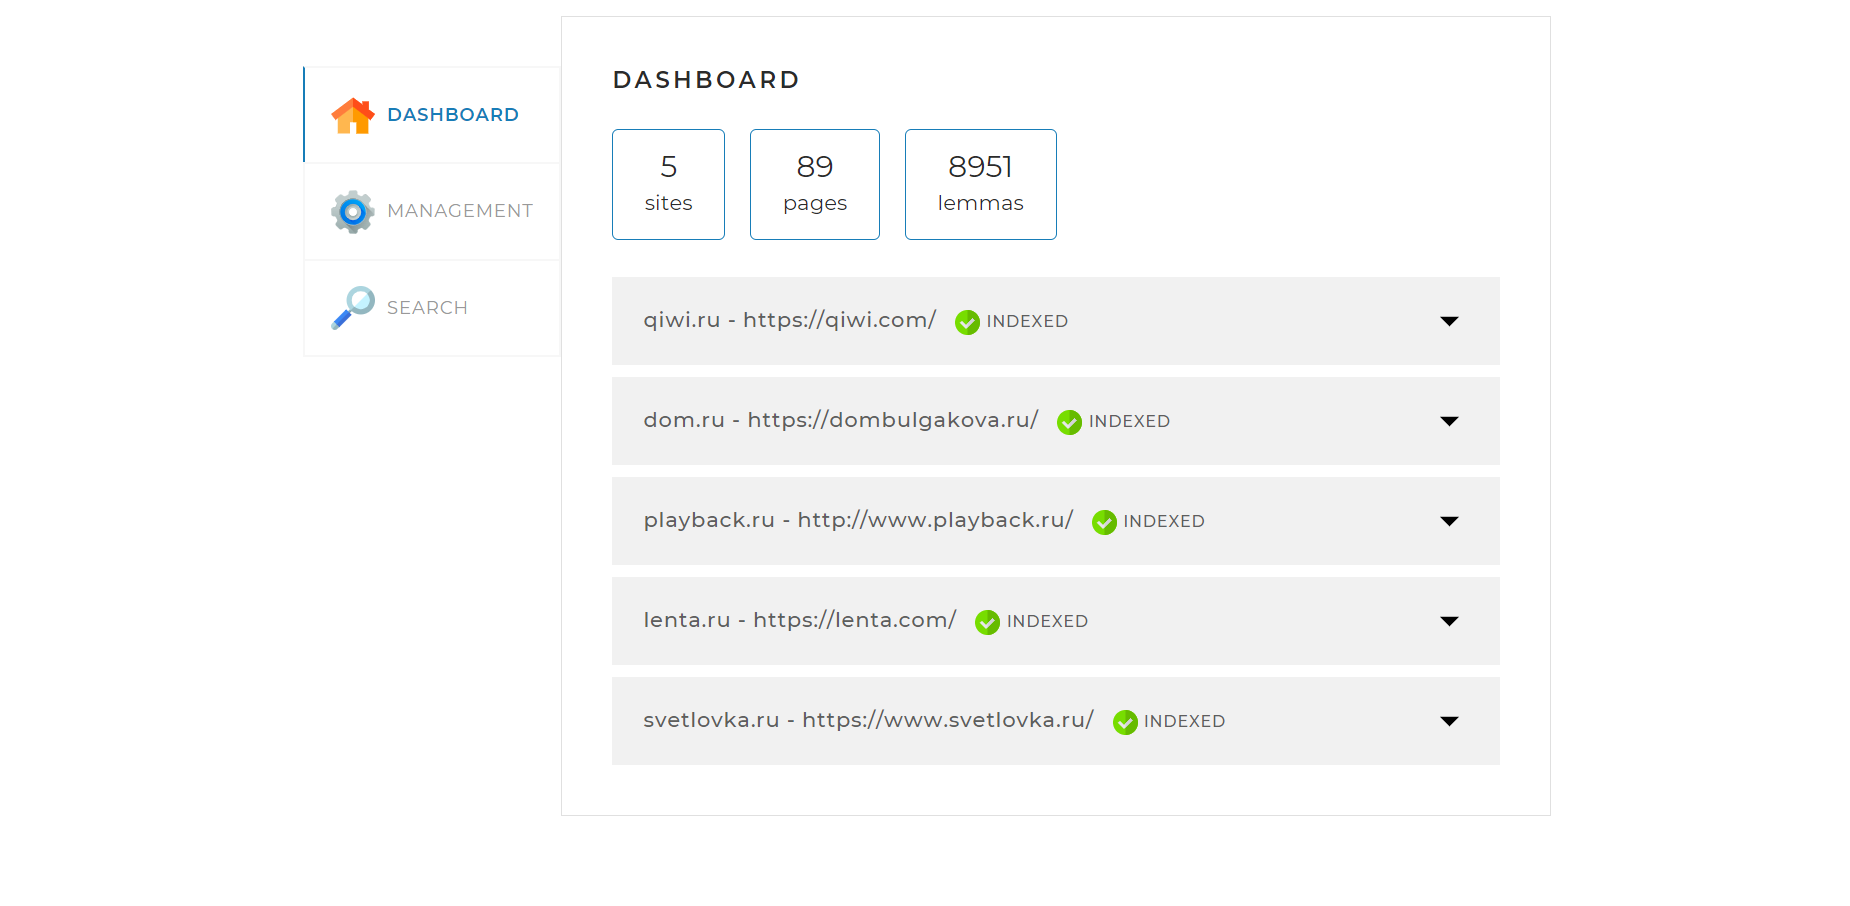 DASHBOARD
MANAGEMENT
SEARCH
DASHBOARD
5
sites
89
pages
8951
lemmas
qiwi.ru - https://qiwi.com/ INDEXED
dom.ru - https://dombulgakova.ru/ INDEXED
playback.ru - http://www.playback.ru/ INDEXED
lenta.ru - https://lenta.com/ INDEXED
svetlovka.ru - https://www.svetlovka.ru/ INDEXED